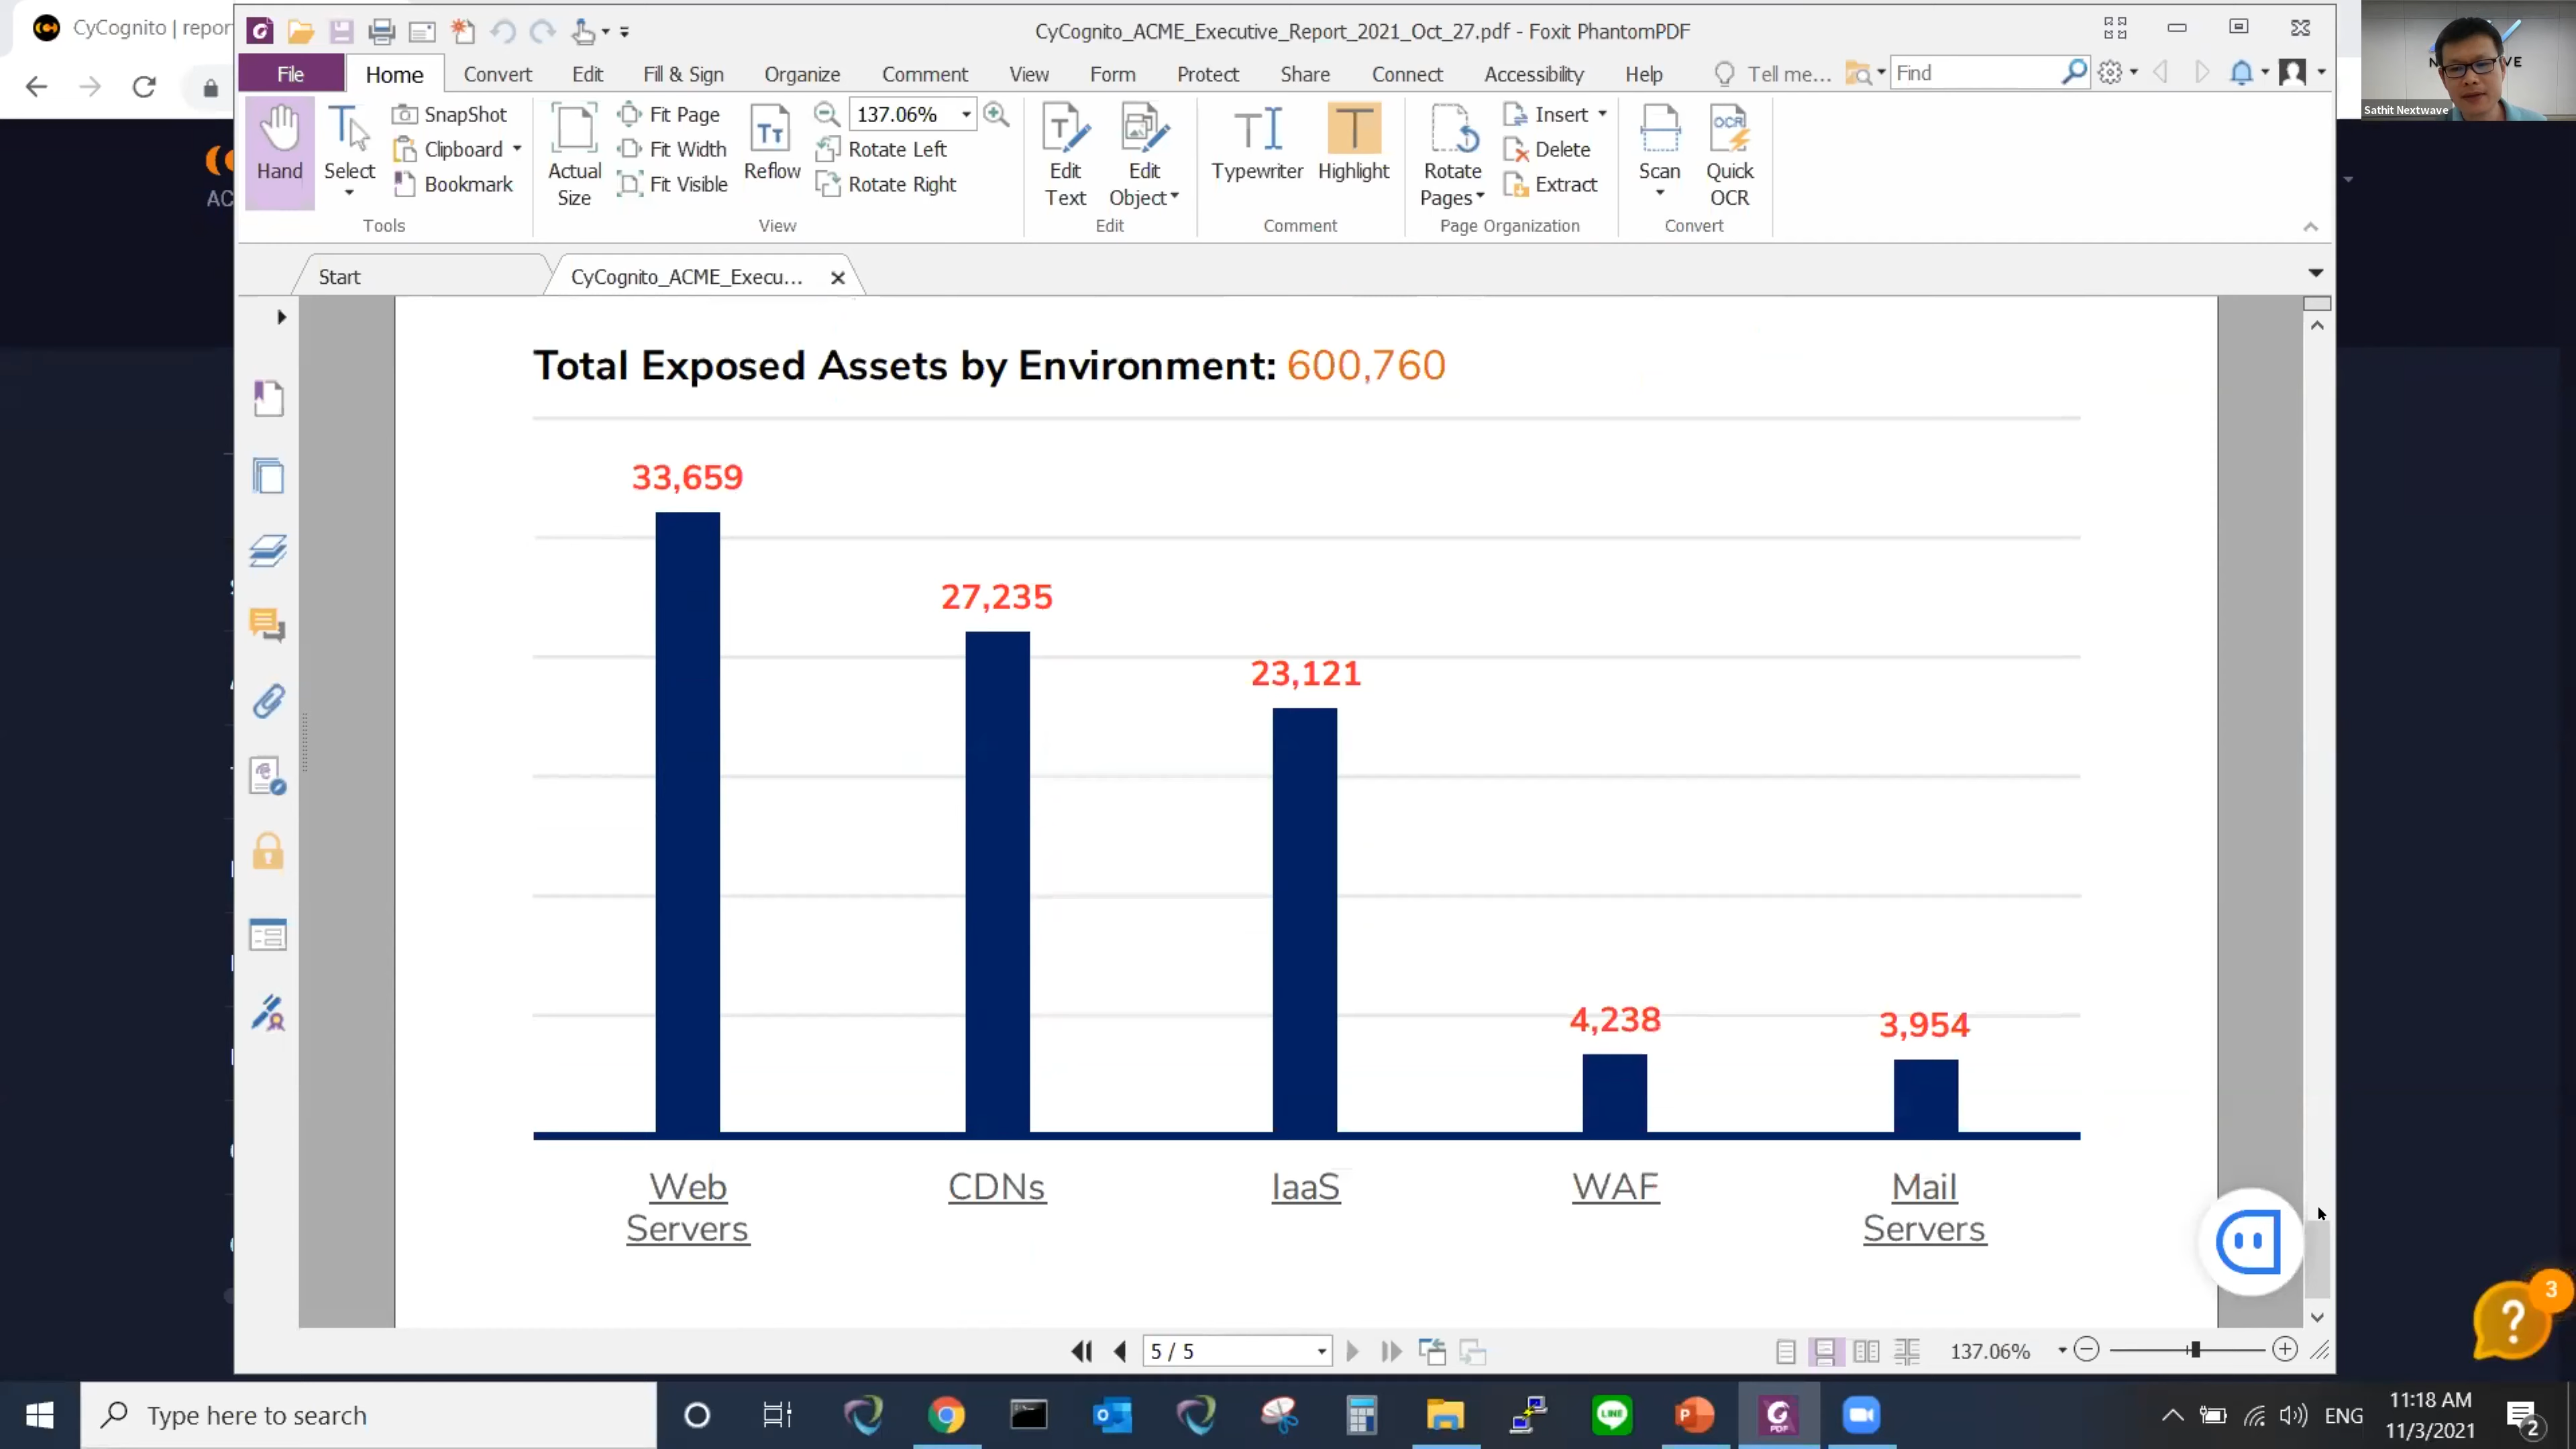 CyCognito | repor
CyCognito_ACME_Executive_Report_2021_Oct_27.pdf - Foxit PhantomPDF
File
Home
Convert
Edit
Fill & Sign
Organize
Comment
View
Form
Protect
Share
Connect
Accessibility
Help
Tell me...
Find
Sathit Nextwave
AC
Hand
Select
SnapShot
Clipboard
Bookmark
Tools
Actual
Size
Fit Page
Fit Width
Fit Visible
Reflow
137.06%
Rotate Left
Rotate Right
View
Edit
Text
Edit
Object
Edit
Typewriter
Highlight
Comment
Rotate
Pages
Insert
Delete
Extract
Page Organization
Scan
Quick
OCR
Convert
Start
CyCognito_ACME_Execu...
Total Exposed Assets by Environment: 600,760
33,659
27,235
23,121
4,238
3,954
Web
Servers
CDNs
IaaS
WAF
Mail
Servers
3
5 / 5
137.06%
Type here to search
ENG
11:18 AM
11/3/2021
2